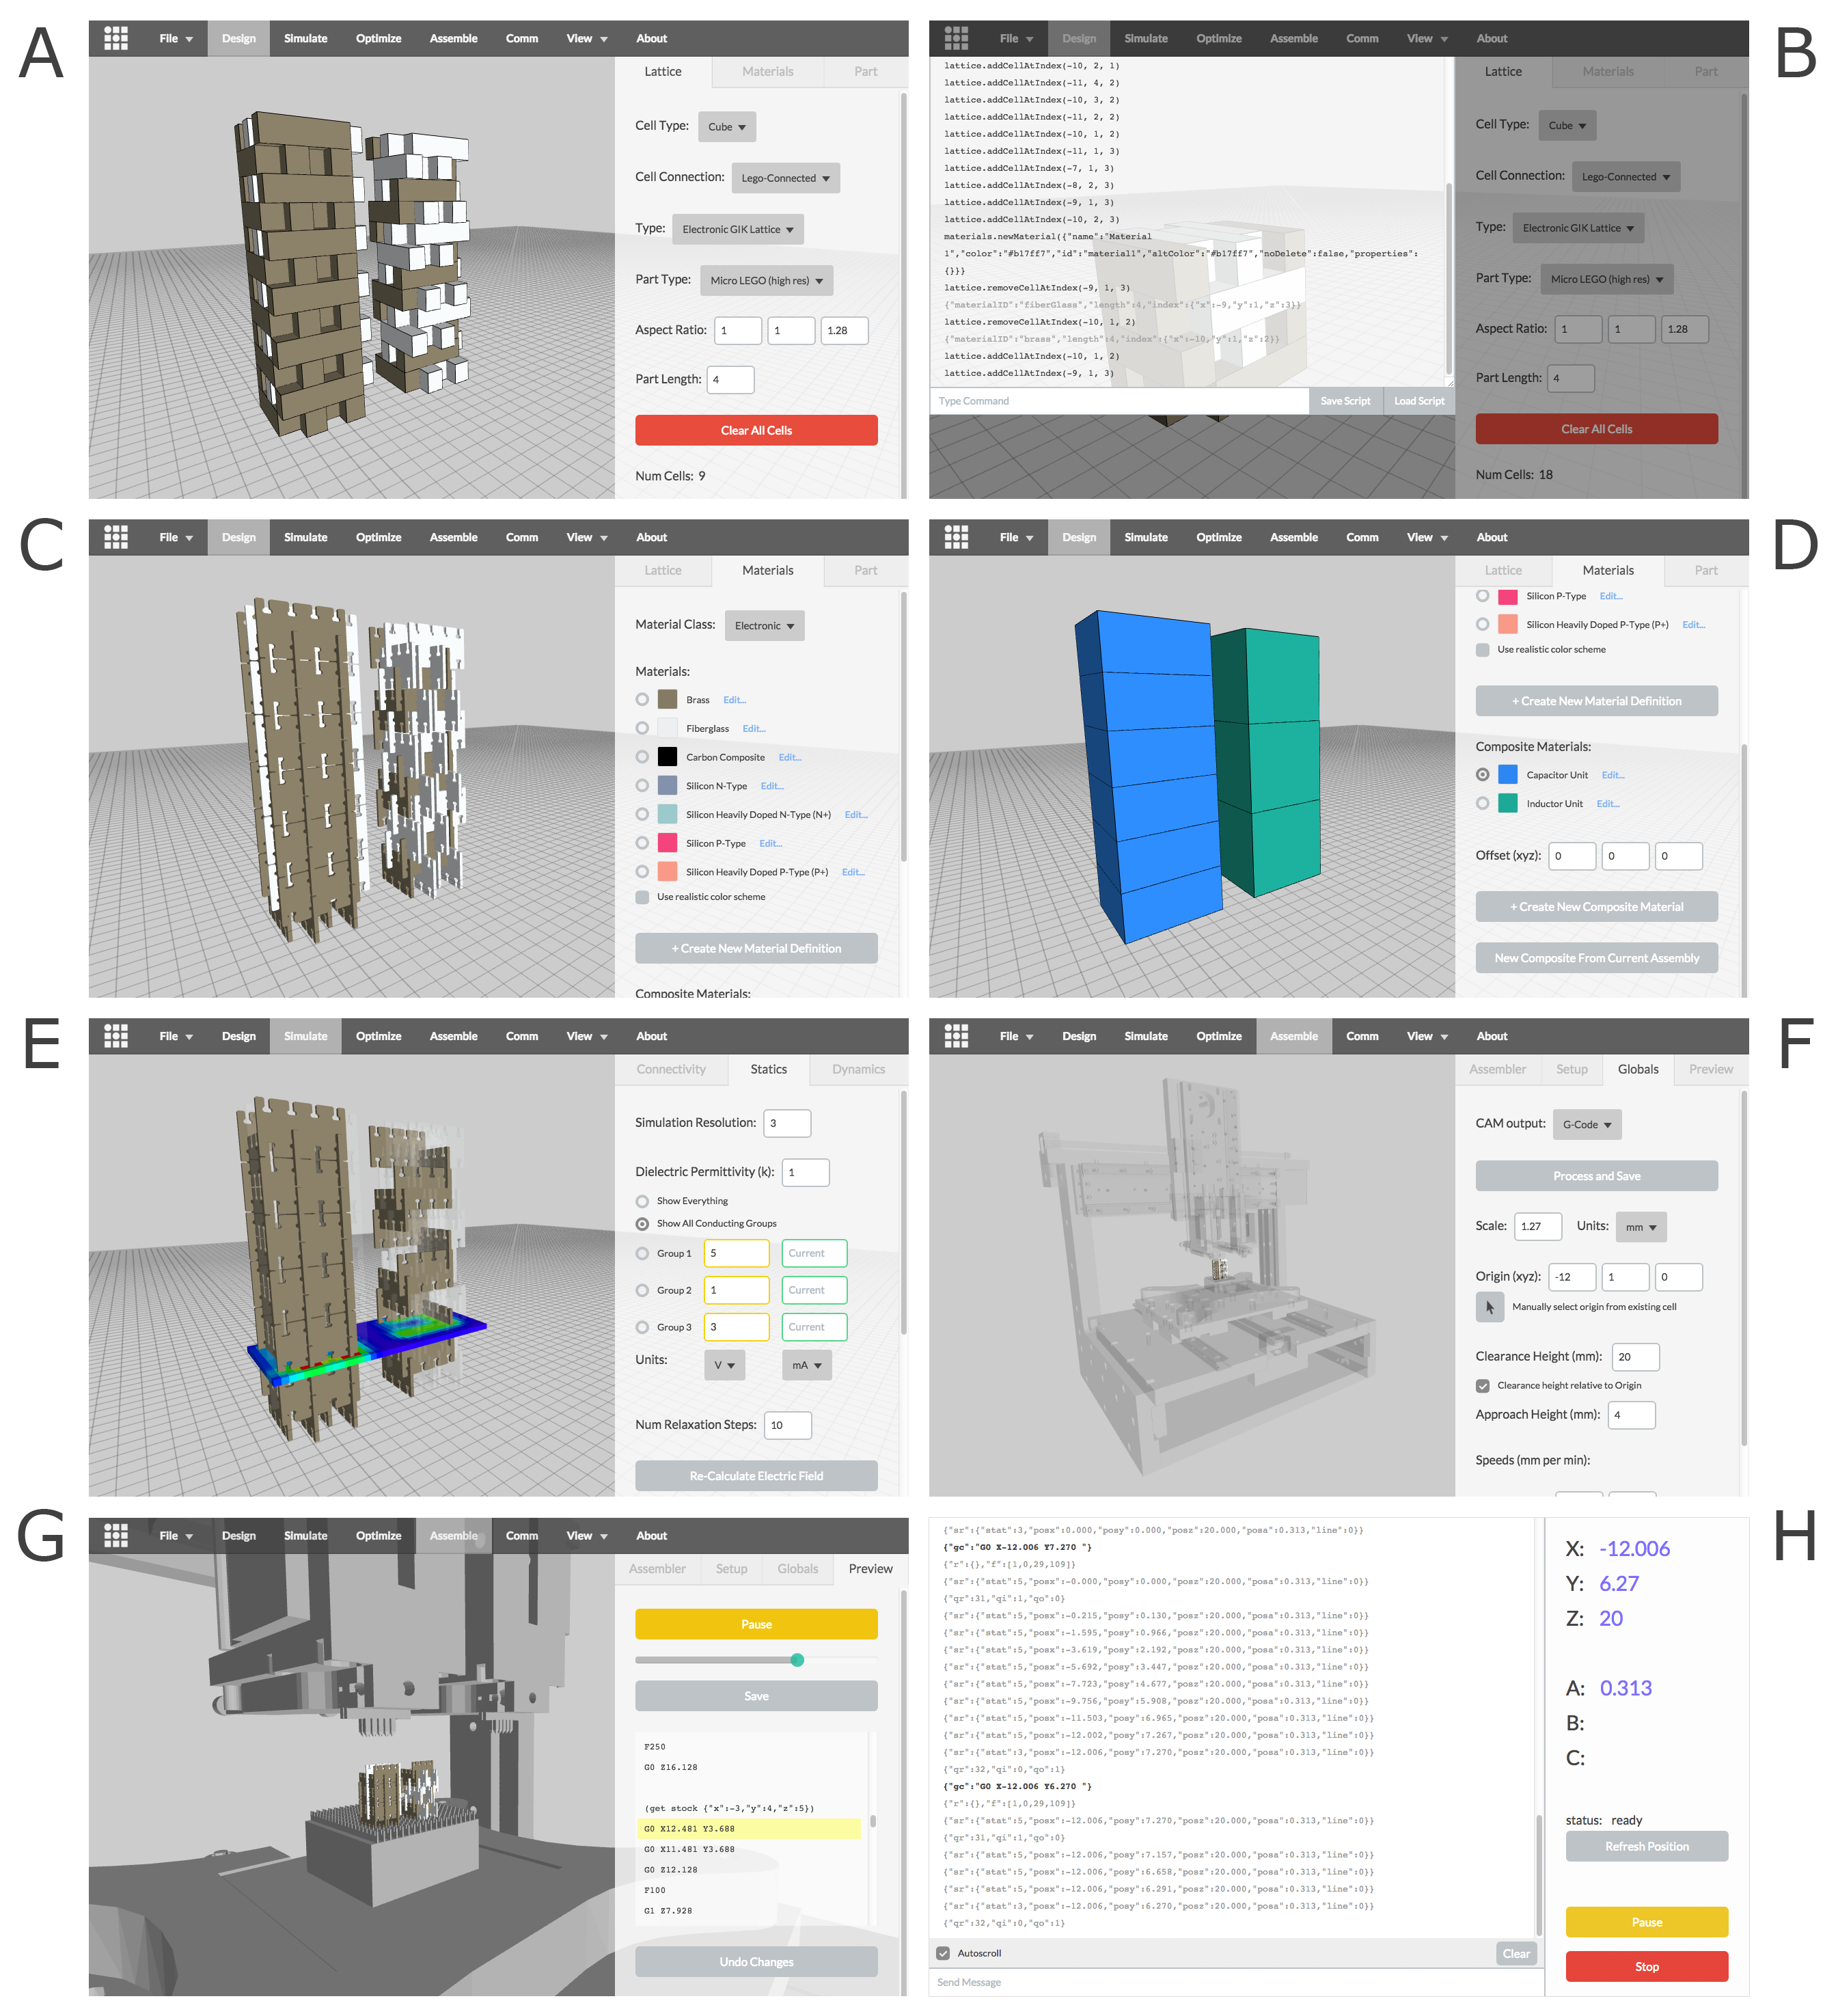 A
File Design Simulate Optimize Assemble Comm View About
Lattice Materials Part
Cell Type: Cube
Cell Connection: Lego-Connected
Type: Electronic GIK Lattice
Part Type: Micro LEGO (high res)
Aspect Ratio: 1 1 1.28
Part Length: 4
Clear All Cells
Num Cells: 9
B
File Design Simulate Optimize Assemble Comm View About
lattice.addCellAtIndex(-10, 2, 1)
lattice.addCellAtIndex(-11, 4, 2)
lattice.addCellAtIndex(-10, 3, 2)
lattice.addCellAtIndex(-11, 2, 2)
lattice.addCellAtIndex(-10, 1, 2)
lattice.addCellAtIndex(-11, 1, 3)
lattice.addCellAtIndex(-7, 1, 3)
lattice.addCellAtIndex(-8, 2, 3)
lattice.addCellAtIndex(-9, 1, 3)
lattice.addCellAtIndex(-10, 2, 3)
materials.newMaterial({"name":"Material
1","color":"#b17ff7","id":"material1","altColor":"#b17ff7","noDelete":false,"properties":
{}}}
lattice.removeCellAtIndex(-9, 1, 3)
{"materialID":"fiberGlass","length":4,"index":{"x":-9,"y":1,"z":3}}
lattice.removeCellAtIndex(-10, 1, 2)
{"materialID":"brass","length":4,"index":{"x":-10,"y":1,"z":2}}
lattice.addCellAtIndex(-10, 1, 2)
lattice.addCellAtIndex(-9, 1, 3)
Type Command Save Script Load Script
Lattice Materials Part
Cell Type: Cube
Cell Connection: Lego-Connected
Type: Electronic GIK Lattice
Part Type: Micro LEGO (high res)
Aspect Ratio: 1 1 1.28
Part Length: 4
Clear All Cells
Num Cells: 18
C
File Design Simulate Optimize Assemble Comm View About
Lattice Materials Part
Material Class: Electronic
Materials:
Brass Edit...
Fiberglass Edit...
Carbon Composite Edit...
Silicon N-Type Edit...
Silicon Heavily Doped N-Type (N+) Edit...
Silicon P-Type Edit...
Silicon Heavily Doped P-Type (P+) Edit...
Use realistic color scheme
+ Create New Material Definition
Composite Materials:
D
File Design Simulate Optimize Assemble Comm View About
Lattice Materials Part
Silicon P-Type Edit...
Silicon Heavily Doped P-Type (P+) Edit...
Use realistic color scheme
+ Create New Material Definition
Composite Materials:
Capacitor Unit Edit...
Inductor Unit Edit...
Offset (xyz): 0 0 0
+ Create New Composite Material
New Composite From Current Assembly
E
File Design Simulate Optimize Assemble Comm View About
Connectivity Statics Dynamics
Simulation Resolution: 3
Dielectric Permittivity (k): 1
Show Everything
Show All Conducting Groups
Group 1 5 Current
Group 2 1 Current
Group 3 3 Current
Units: V mA
Num Relaxation Steps: 10
Re-Calculate Electric Field
F
File Design Simulate Optimize Assemble Comm View About
Assembler Setup Globals Preview
CAM output: G-Code
Process and Save
Scale: 1.27 Units: mm
Origin (xyz): -12 1 0
Manually select origin from existing cell
Clearance Height (mm): 20
Clearance height relative to Origin
Approach Height (mm): 4
Speeds (mm per min):
G
File Design Simulate Optimize Assemble Comm View About
Assembler Setup Globals Preview
Pause
Save
F250
G0 Z16.128
(get stock {"x":-3,"y":4,"z":5})
G0 X12.481 Y3.688
G0 X11.481 Y3.688
G0 Z12.128
F100
G1 Z7.928
Undo Changes
H
{"sr":{"stat":3,"posx":0.000,"posy":0.000,"posz":20.000,"posa":0.313,"line":0}}
{"gc":"G0 X-12.006 Y7.270 "}
{"r":{},"f":[1,0,29,109]}
{"sr":{"stat":5,"posx":-0.000,"posy":0.000,"posz":20.000,"posa":0.313,"line":0}}
{"qr":31,"qi":1,"qo":0}
{"sr":{"stat":5,"posx":-0.215,"posy":0.130,"posz":20.000,"posa":0.313,"line":0}}
{"sr":{"stat":5,"posx":-1.595,"posy":0.966,"posz":20.000,"posa":0.313,"line":0}}
{"sr":{"stat":5,"posx":-3.619,"posy":2.192,"posz":20.000,"posa":0.313,"line":0}}
{"sr":{"stat":5,"posx":-5.692,"posy":3.447,"posz":20.000,"posa":0.313,"line":0}}
{"sr":{"stat":5,"posx":-7.723,"posy":4.677,"posz":20.000,"posa":0.313,"line":0}}
{"sr":{"stat":5,"posx":-9.756,"posy":5.908,"posz":20.000,"posa":0.313,"line":0}}
{"sr":{"stat":5,"posx":-11.503,"posy":6.965,"posz":20.000,"posa":0.313,"line":0}}
{"sr":{"stat":5,"posx":-12.002,"posy":7.267,"posz":20.000,"posa":0.313,"line":0}}
{"sr":{"stat":3,"posx":-12.006,"posy":7.270,"posz":20.000,"posa":0.313,"line":0}}
{"qr":32,"qi":0,"qo":1}
{"gc":"G0 X-12.006 Y6.270 "}
{"r":{},"f":[1,0,29,109]}
{"sr":{"stat":5,"posx":-12.006,"posy":7.270,"posz":20.000,"posa":0.313,"line":0}}
{"qr":31,"qi":1,"qo":0}
{"sr":{"stat":5,"posx":-12.006,"posy":7.157,"posz":20.000,"posa":0.313,"line":0}}
{"sr":{"stat":5,"posx":-12.006,"posy":6.658,"posz":20.000,"posa":0.313,"line":0}}
{"sr":{"stat":5,"posx":-12.006,"posy":6.291,"posz":20.000,"posa":0.313,"line":0}}
{"sr":{"stat":3,"posx":-12.006,"posy":6.270,"posz":20.000,"posa":0.313,"line":0}}
{"qr":32,"qi":0,"qo":1}
Autoscroll Clear
Send Message
X: -12.006
Y: 6.27
Z: 20
A: 0.313
B:
C:
status: ready
Refresh Position
Pause
Stop